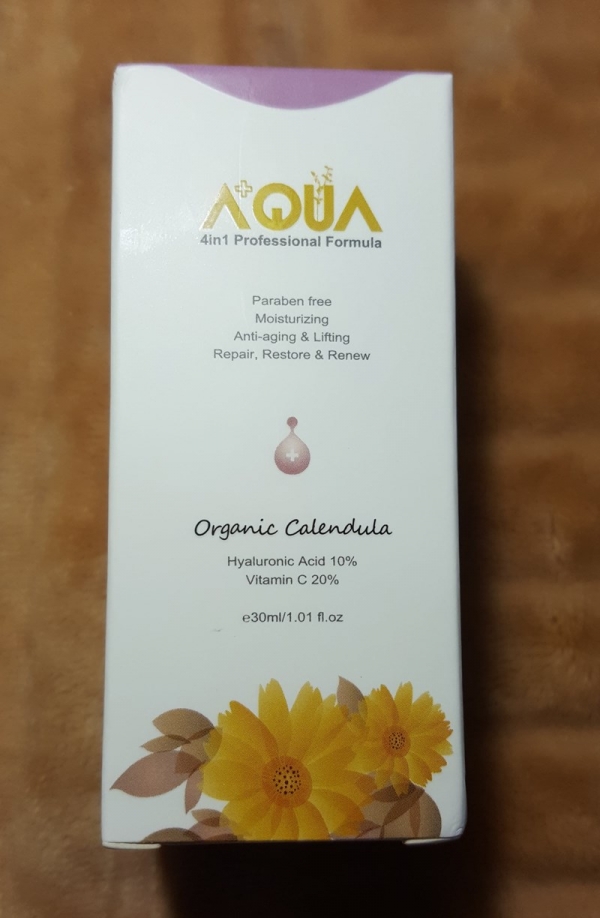 A+QUA
4in1 Professional Formula
Paraben free
Moisturizing
Anti-aging & Lifting
Repair, Restore & Renew
Organic Calendula
Hyaluronic Acid 10%
Vitamin C 20%
e30ml/1.01 fl.oz